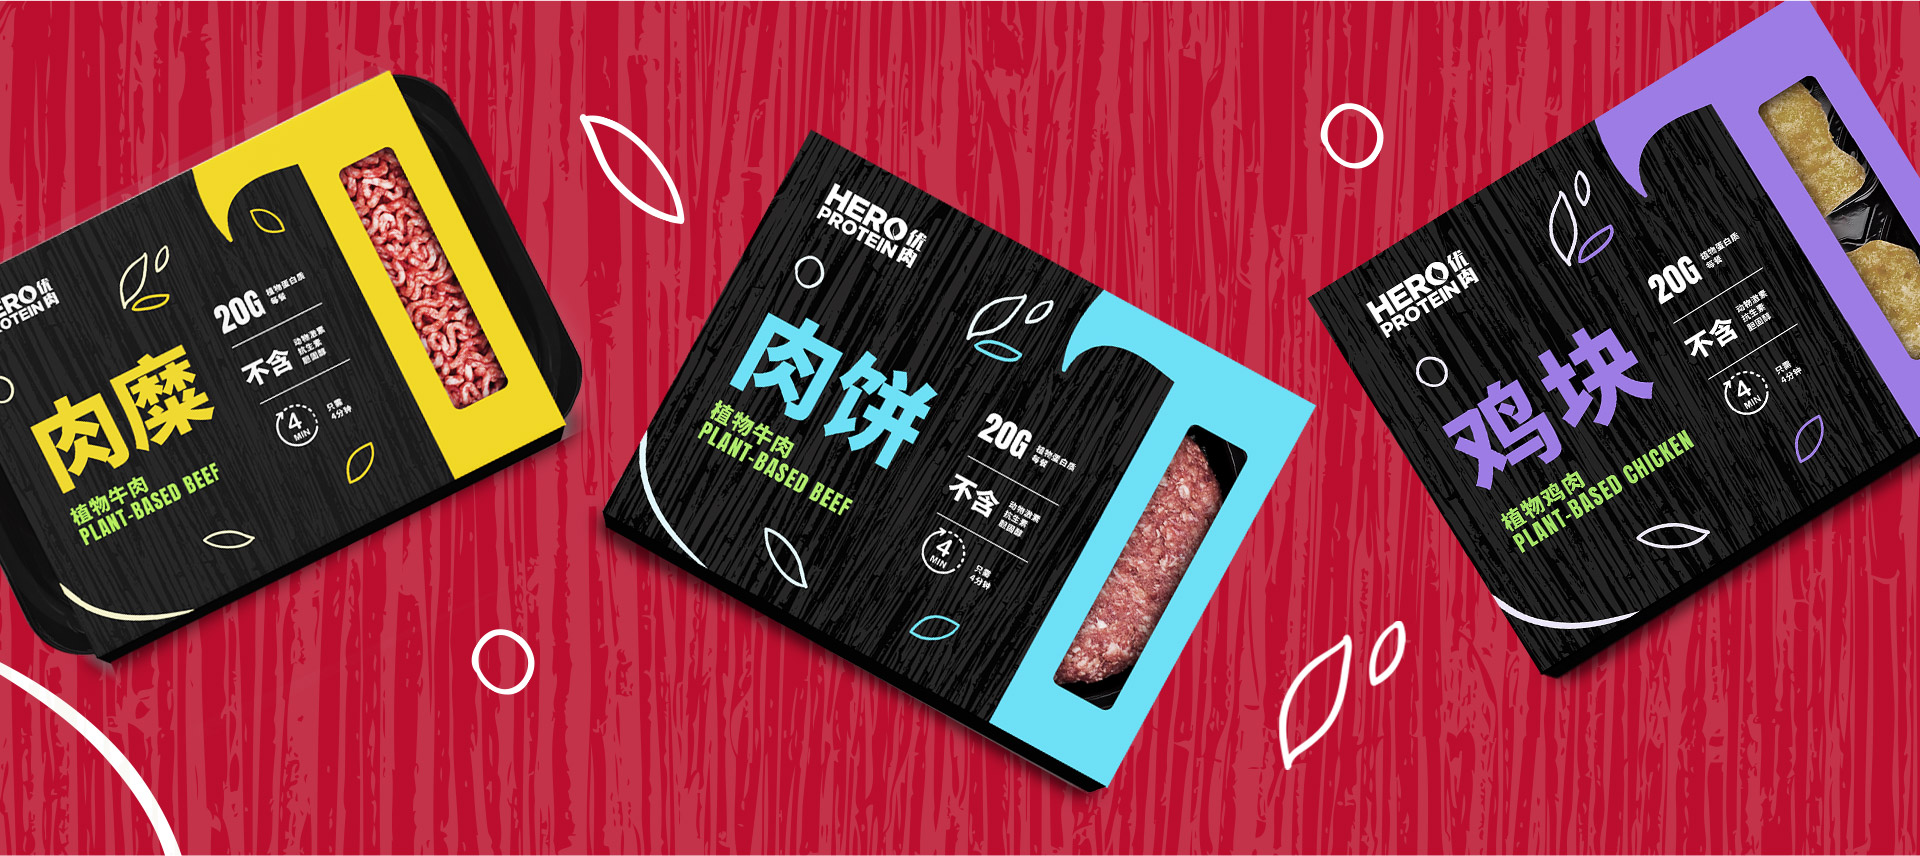 HERO
PROTEIN
优
肉
肉糜
植物牛肉
PLANT-BASED BEEF
20G
植物蛋白质
每餐
不含
动物激素
抗生素
胆固醇
4
MIN
只需
4分钟
HERO
PROTEIN
优
肉
肉饼
植物牛肉
PLANT-BASED BEEF
20G
植物蛋白质
每餐
不含
动物激素
抗生素
胆固醇
4
MIN
只需
4分钟
HERO
PROTEIN
优
肉
鸡块
植物鸡肉
PLANT-BASED CHICKEN
20G
植物蛋白质
每餐
不含
动物激素
抗生素
胆固醇
4
MIN
只需
4分钟